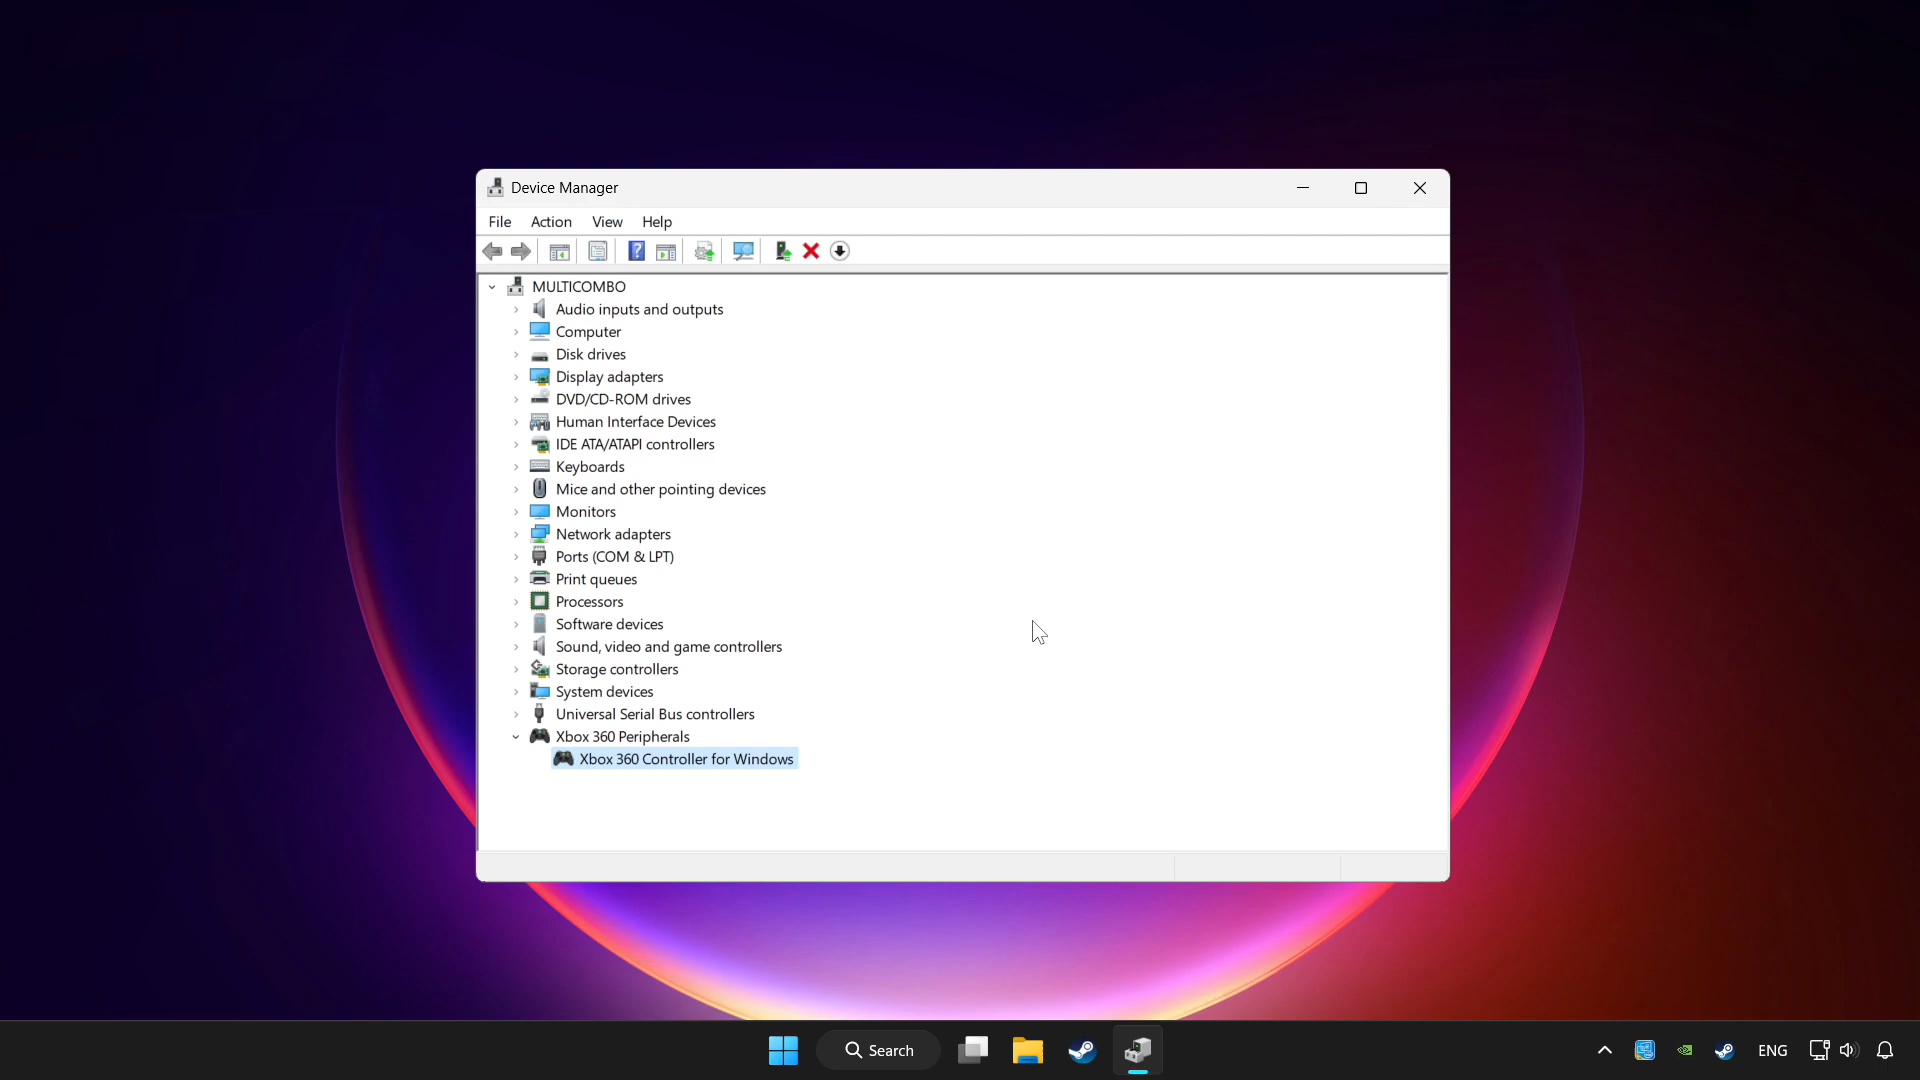 Device Manager
File Action View Help
MULTICOMBO
Audio inputs and outputs
Computer
Disk drives
Display adapters
DVD/CD-ROM drives
Human Interface Devices
IDE ATA/ATAPI controllers
Keyboards
Mice and other pointing devices
Monitors
Network adapters
Ports (COM & LPT)
Print queues
Processors
Software devices
Sound, video and game controllers
Storage controllers
System devices
Universal Serial Bus controllers
Xbox 360 Peripherals
Xbox 360 Controller for Windows
Search ENG